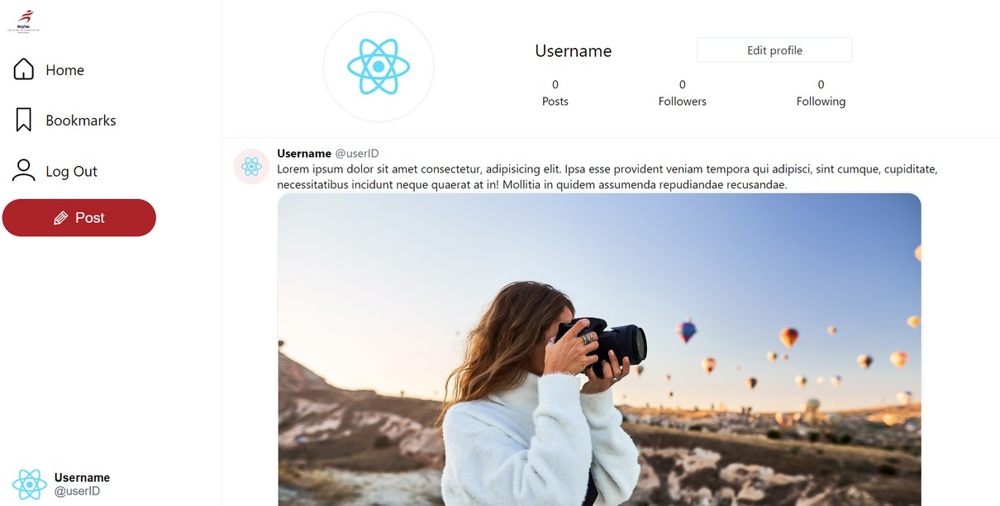 Home
Bookmarks
Log Out
Post
Username
@userID
Username
Edit profile
0
Posts
0
Followers
0
Following
Username @userID
Lorem ipsum dolor sit amet consectetur, adipisicing elit. Ipsa esse provident veniam tempora qui adipisci, sint cumque, cupiditate,
necessitatibus incidunt neque quaerat at in! Mollitia in quidem assumenda repudiandae recusandae.